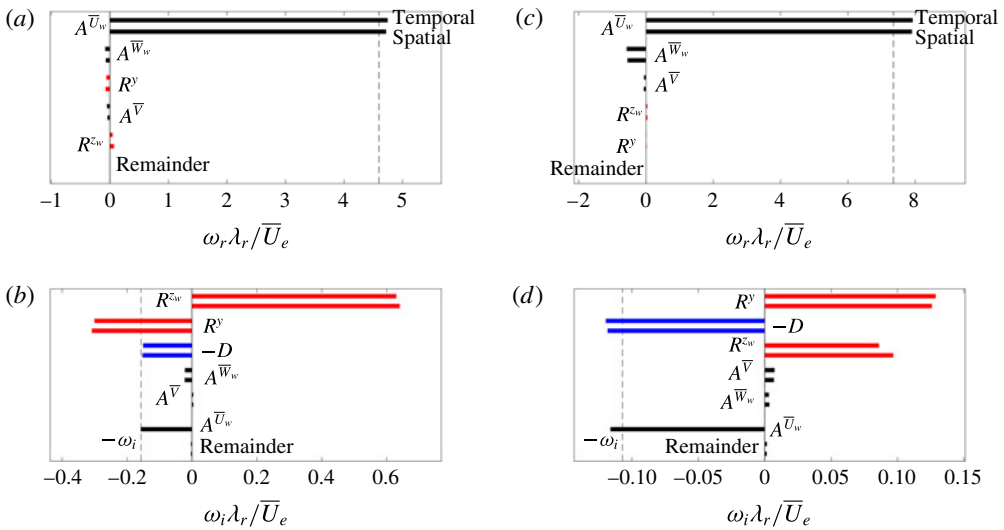 (a)
A^{\overline{U}_w}
Temporal
Spatial
A^{\overline{W}_w}
R^y
A^{\overline{V}}
R^{z_w}
Remainder
−1 0 1 2 3 4 5
ω_r λ_r / \overline{U}_e
(c)
A^{\overline{U}_w}
Temporal
Spatial
A^{\overline{W}_w}
A^{\overline{V}}
R^{z_w}
R^y
Remainder
−2 0 2 4 6 8
ω_r λ_r / \overline{U}_e
(b)
R^{z_w}
R^y
−D
A^{\overline{W}_w}
A^{\overline{V}}
A^{\overline{U}_w}
−ω_i
Remainder
−0.4 −0.2 0 0.2 0.4 0.6
ω_i λ_r / \overline{U}_e
(d)
R^y
−D
R^{z_w}
A^{\overline{V}}
A^{\overline{W}_w}
A^{\overline{U}_w}
−ω_i
Remainder
−0.10 −0.05 0 0.05 0.10 0.15
ω_i λ_r / \overline{U}_e